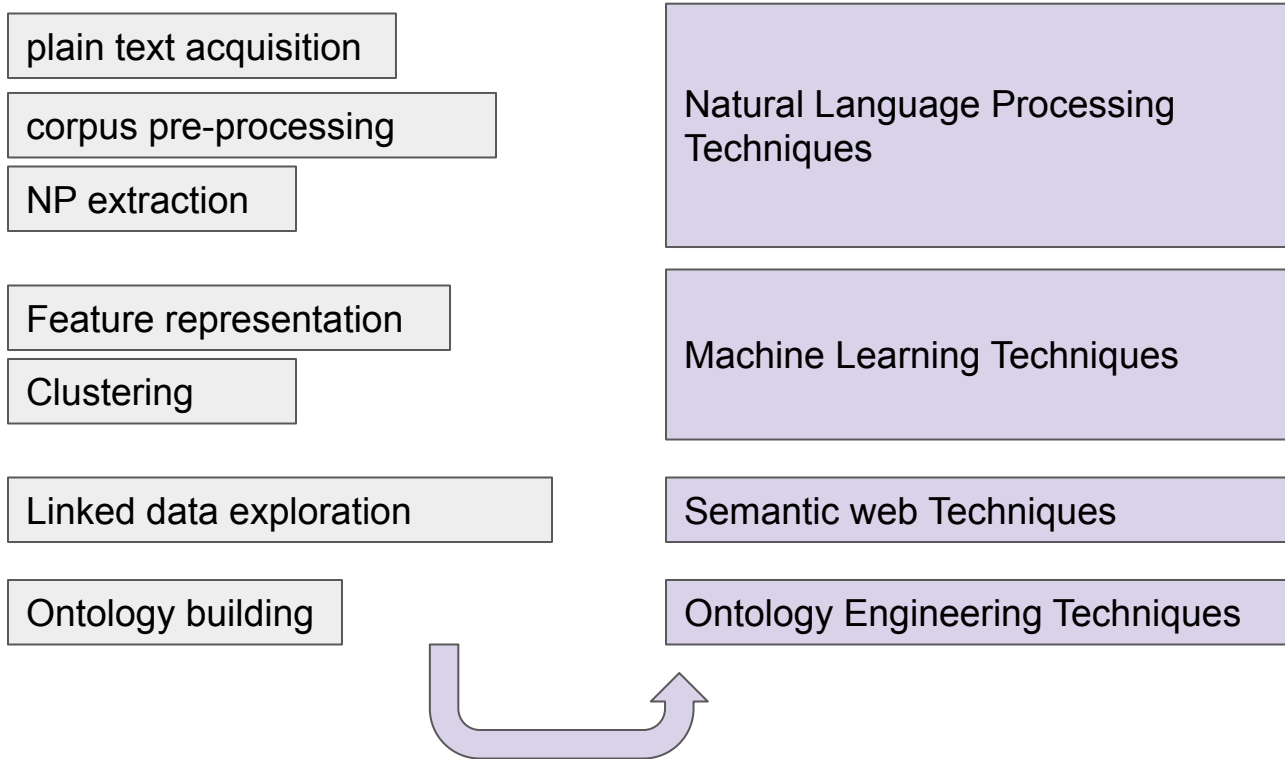 plain text acquisition
corpus pre-processing
NP extraction
Natural Language Processing
Techniques
Feature representation
Clustering
Machine Learning Techniques
Linked data exploration
Semantic web Techniques
Ontology building
Ontology Engineering Techniques